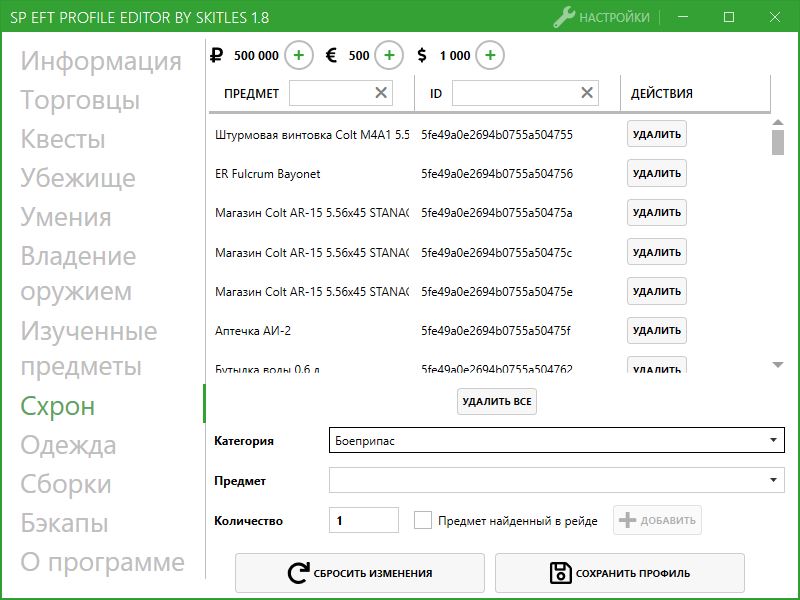 SP EFT PROFILE EDITOR BY SKITLES 1.8
НАСТРОЙКИ
Информация
Торговцы
Квесты
Убежище
Умения
Владение
оружием
Изученные
предметы
Схрон
Одежда
Сборки
Бэкапы
О программе
₽ 500 000 + € 500 + $ 1 000 +
ПРЕДМЕТ ID ДЕЙСТВИЯ
Штурмовая винтовка Colt M4A1 5.5 5fe49a0e2694b0755a504755 УДАЛИТЬ
ER Fulcrum Bayonet 5fe49a0e2694b0755a504756 УДАЛИТЬ
Магазин Colt AR-15 5.56x45 STANAG 5fe49a0e2694b0755a50475a УДАЛИТЬ
Магазин Colt AR-15 5.56x45 STANAG 5fe49a0e2694b0755a50475c УДАЛИТЬ
Магазин Colt AR-15 5.56x45 STANAG 5fe49a0e2694b0755a50475e УДАЛИТЬ
Аптечка АИ-2 5fe49a0e2694b0755a50475f УДАЛИТЬ
Бутылка воды 0.6 л 5fe49a0e2694b0755a504762 УДАЛИТЬ
УДАЛИТЬ ВСЕ
Категория Боеприпас
Предмет
Количество 1 Предмет найденный в рейде ДОБАВИТЬ
СБРОСИТЬ ИЗМЕНЕНИЯ СОХРАНИТЬ ПРОФИЛЬ